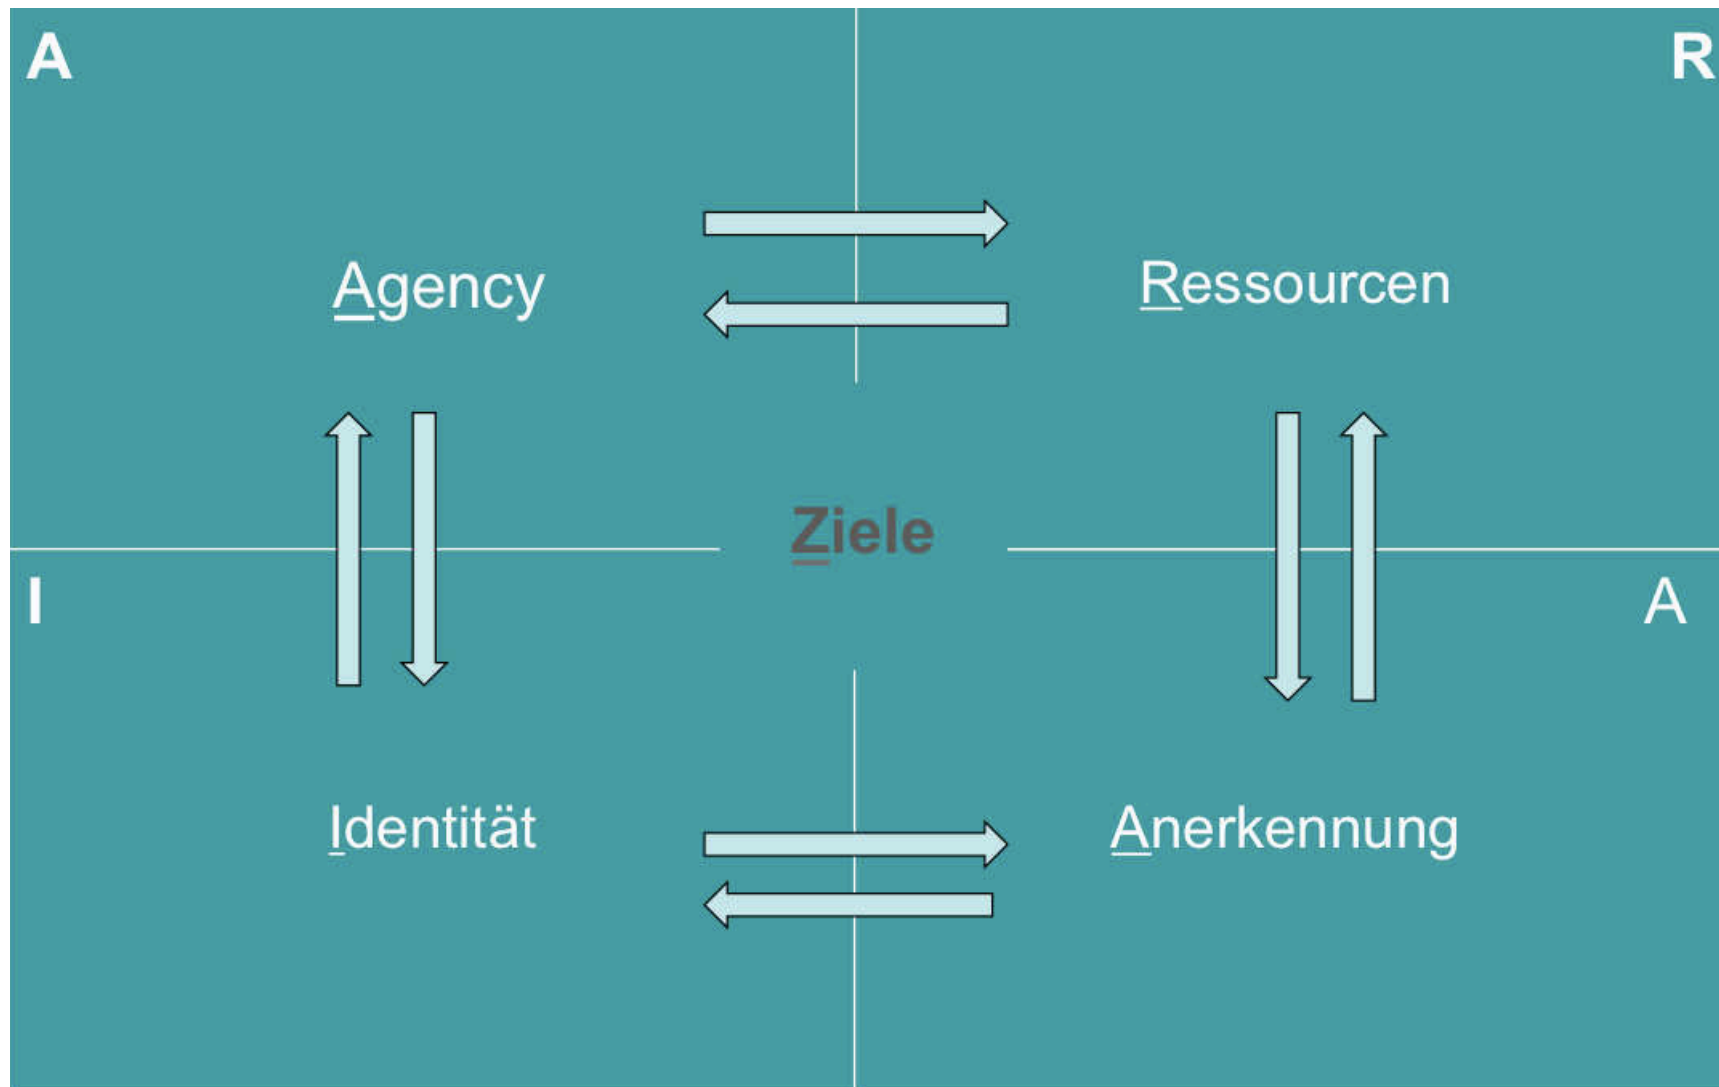 A
R
Agency
Ressourcen
Ziele
I
A
Identität
Anerkennung